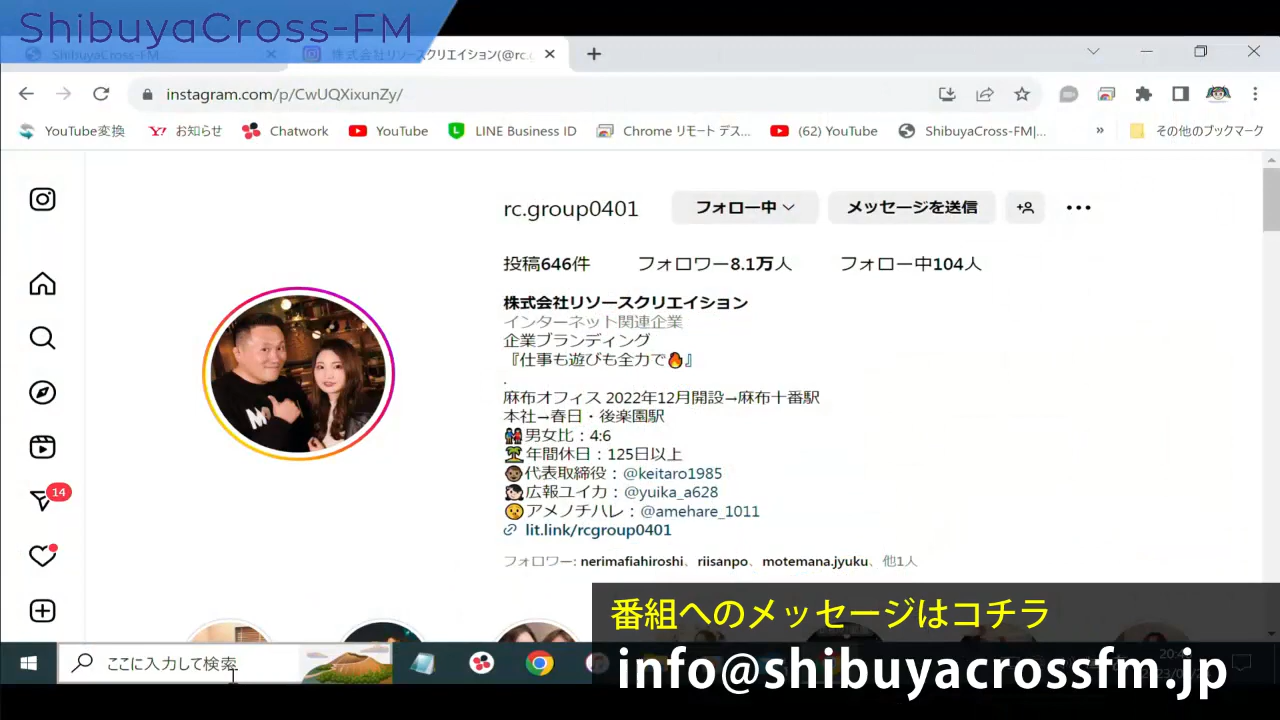 ShibuyaCross-FM
ShibuyaCross-FM
株式会社リソースクリエイション(@rc.
instagram.com/p/CwUQXixunZy/
YouTube変換
お知らせ
Chatwork
YouTube
LINE Business ID
Chrome リモート デス...
(62) YouTube
ShibuyaCross-FM|...
»
その他のブックマーク
rc.group0401
フォロー中
メッセージを送信
投稿646件
フォロワー8.1万人
フォロー中104人
株式会社リソースクリエイション
インターネット関連企業
企業ブランディング
『仕事も遊びも全力で🔥』
.
麻布オフィス 2022年12月開設→麻布十番駅
本社→春日・後楽園駅
👫男女比：4:6
🏝年間休日：125日以上
代表取締役：@keitaro1985
広報ユイカ：@yuika_a628
アメノチハレ：@amehare_1011
lit.link/rcgroup0401
フォロワー: nerimafiahiroshi、riisanpo、motemana.jyuku、他1人
14
番組へのメッセージはコチラ
info@shibuyacrossfm.jp
ここに入力して検索